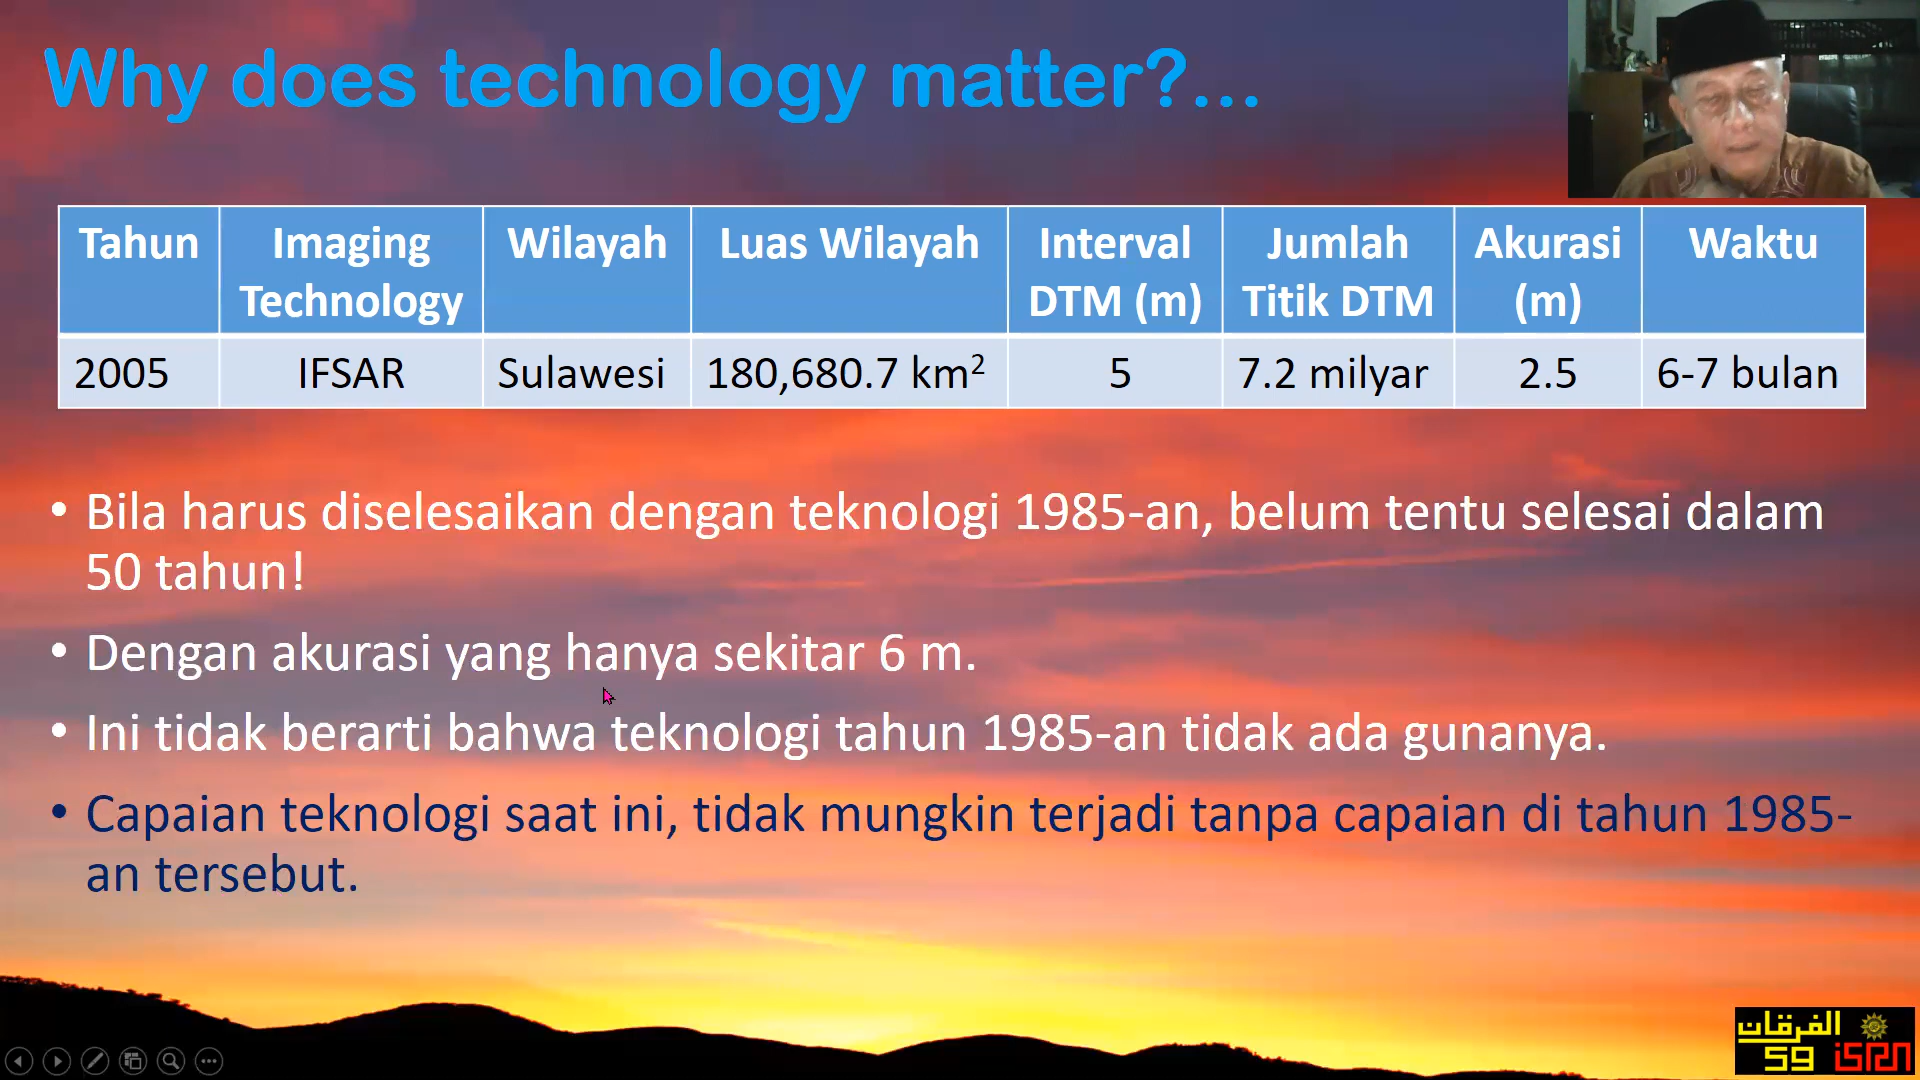 Why does technology matter?...
Tahun Imaging Technology Wilayah Luas Wilayah Interval DTM (m) Jumlah Titik DTM Akurasi (m) Waktu
2005 IFSAR Sulawesi 180,680.7 km² 5 7.2 milyar 2.5 6-7 bulan
• Bila harus diselesaikan dengan teknologi 1985-an, belum tentu selesai dalam
50 tahun!
• Dengan akurasi yang hanya sekitar 6 m.
• Ini tidak berarti bahwa teknologi tahun 1985-an tidak ada gunanya.
• Capaian teknologi saat ini, tidak mungkin terjadi tanpa capaian di tahun 1985-
an tersebut.
الفرقان